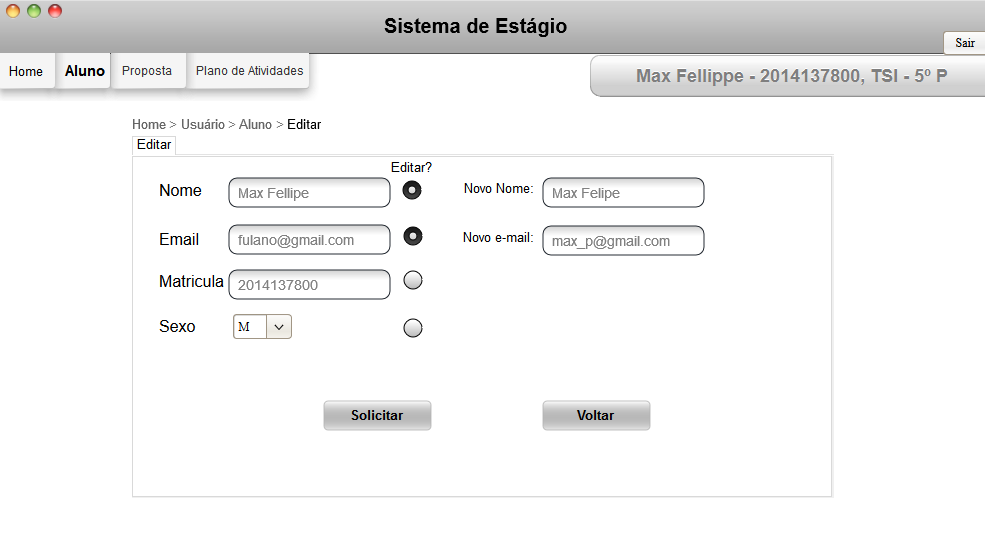 Sistema de Estágio
Sair
Home Aluno Proposta Plano de Atividades
Max Fellippe - 2014137800, TSI - 5º P
Home > Usuário > Aluno > Editar
Editar
Editar?
Nome Max Fellipe Novo Nome: Max Felipe
Email fulano@gmail.com Novo e-mail: max_p@gmail.com
Matricula 2014137800
Sexo M
Solicitar Voltar